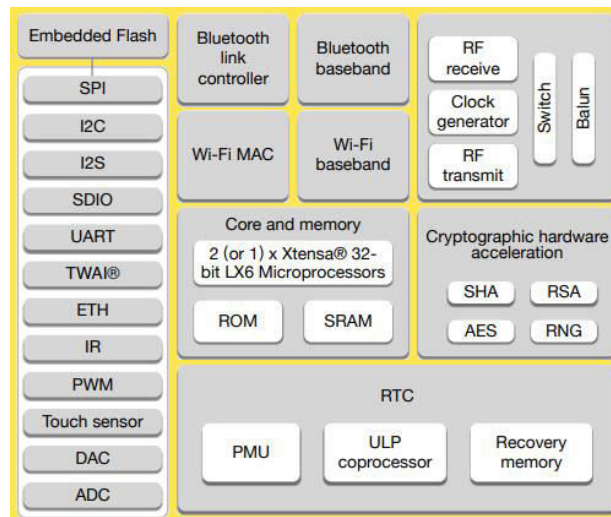 Embedded Flash
SPI
I2C
I2S
SDIO
UART
TWAI®
ETH
IR
PWM
Touch sensor
DAC
ADC
Bluetooth
link
controller
Bluetooth
baseband
Wi-Fi MAC
Wi-Fi
baseband
RF
receive
Clock
generator
RF
transmit
Switch
Balun
Core and memory
2 (or 1) x Xtensa® 32-
bit LX6 Microprocessors
ROM
SRAM
Cryptographic hardware
acceleration
SHA
RSA
AES
RNG
RTC
PMU
ULP
coprocessor
Recovery
memory